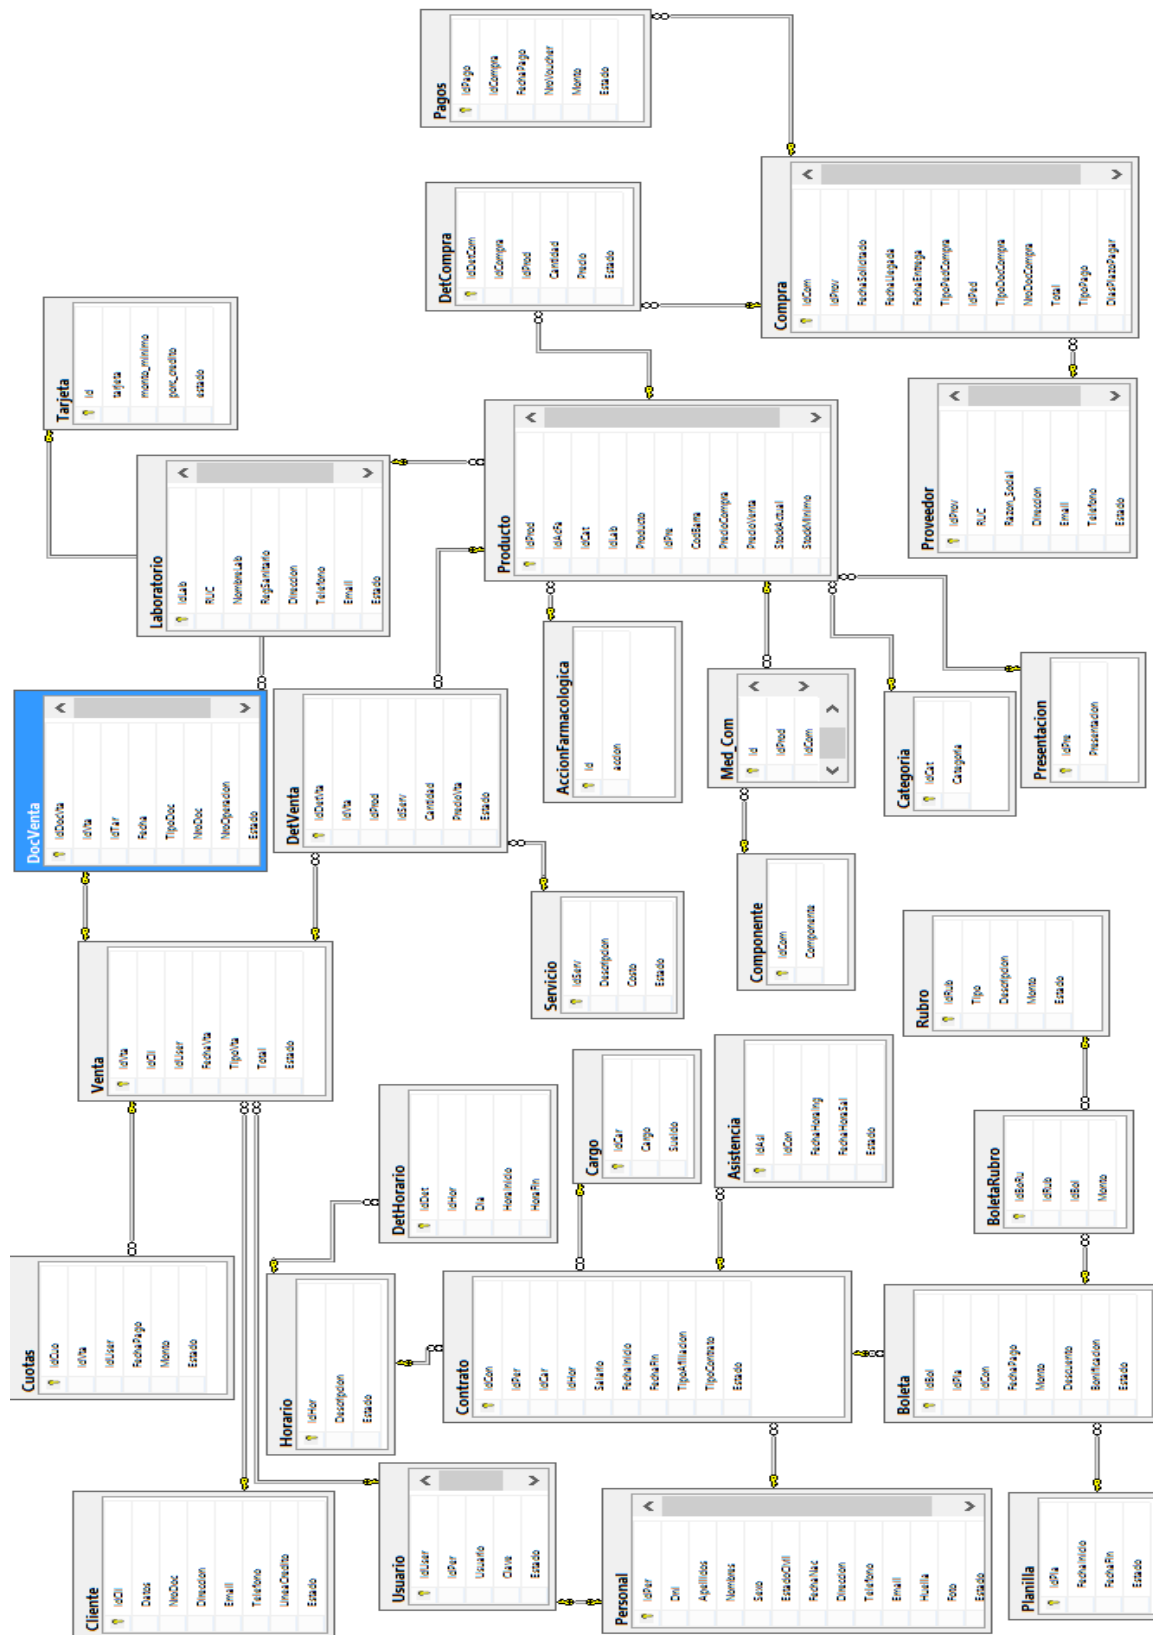 Cliente
IdCli
Datos
NroDoc
Direccion
Email
Telefono
LineaCredito
Estado
Cuotas
IdCuo
IdVta
IdUser
FechaPago
Monto
Estado
Venta
IdVta
IdCli
IdUser
FechaVta
TipoVta
Total
Estado
DocVenta
IdDocVta
IdVta
IdTar
Fecha
TipoDoc
NroDoc
NroOperacion
Estado
Tarjeta
Id
tarjeta
monto_minimo
porc_credito
estado
Laboratorio
IdLab
RUC
NombreLab
RegSanitario
Direccion
Telefono
Email
Estado
DetVenta
IdDetVta
IdVta
IdProd
IdServ
Cantidad
PrecioVta
Estado
Horario
IdHor
Descripcion
Estado
DetHorario
IdDet
IdHor
Dia
HoraInicio
HoraFin
Usuario
IdUser
IdPer
Usuario
Clave
Estado
Contrato
IdCon
IdPer
IdCar
IdHor
Salario
FechaInicio
FechaFin
TipoAfiliacion
TipoContrato
Estado
Servicio
IdServ
Descripcion
Costo
Estado
AccionFarmacologica
Id
accion
Producto
IdProd
IdAcFa
IdCat
IdLab
Producto
IdPre
CodBarra
PrecioCompra
PrecioVenta
StockActual
StockMinimo
DetCompra
IdDetCom
IdCompra
IdProd
Cantidad
Precio
Estado
Pagos
IdPago
IdCompra
FechaPago
NroVoucher
Monto
Estado
Personal
IdPer
Dni
Apellidos
Nombres
Sexo
EstadoCivil
FechaNac
Direccion
Telefono
Email
Huella
Foto
Estado
Cargo
IdCar
Cargo
Sueldo
Asistencia
IdAsi
IdCon
FechaHoraIng
FechaHoraSal
Estado
Componente
IdCom
Componente
Med_Com
Id
IdProd
IdCom
Compra
IdCom
IdProv
FechaSolicitado
FechaLlegada
FechaEntrega
TipoPedCompra
IdPed
TipoDocCompra
NroDocCompra
Total
TipoPago
DiasPlazoPagar
Boleta
IdBol
IdPla
IdCon
FechaPago
Monto
Descuento
Bonificacion
Estado
BoletaRubro
IdBoRu
IdRub
IdBol
Monto
Rubro
IdRub
Tipo
Descripcion
Monto
Estado
Categoria
IdCat
Categoria
Proveedor
IdProv
RUC
Razon_Social
Direccion
Email
Telefono
Estado
Planilla
IdPla
FechaInicio
FechaFin
Estado
Presentacion
IdPre
Presentacion